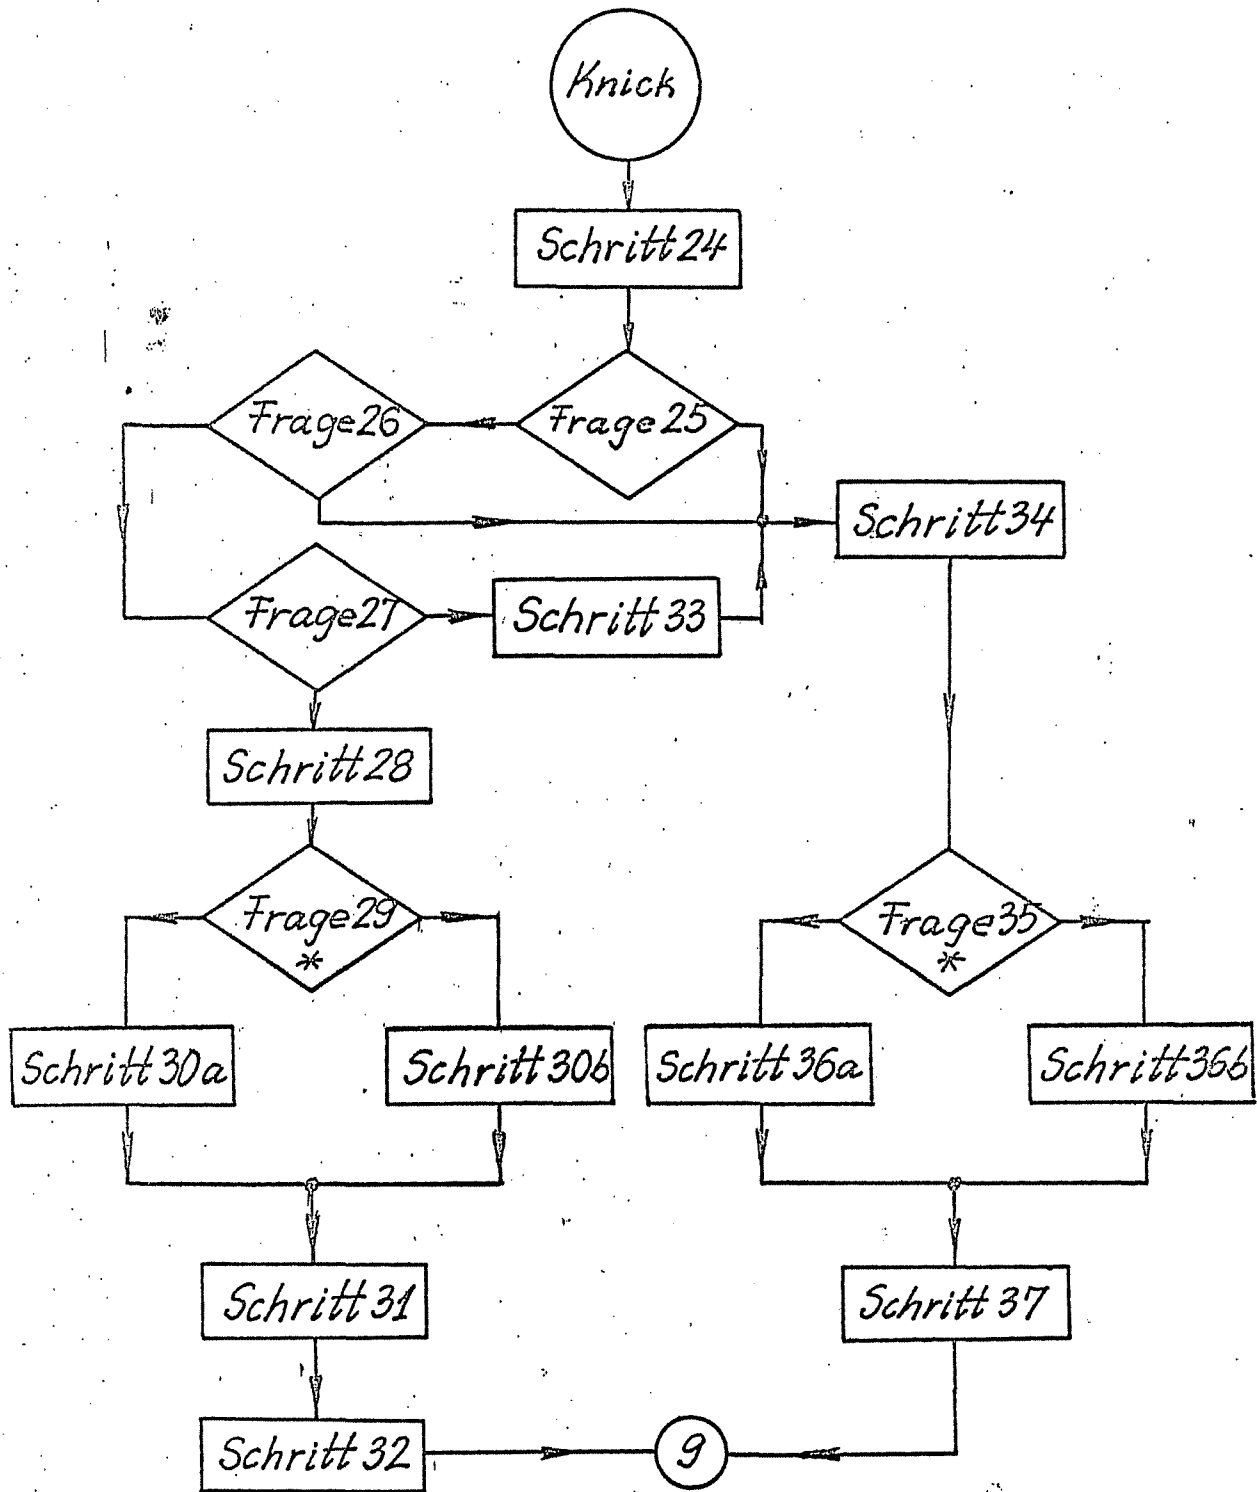 Knick
Schritt 24
Frage 26
Frage 25
Schritt 34
Frage 27
Schritt 33
Schritt 28
Frage 29
*
Frage 35
*
Schritt 30a
Schritt 30b
Schritt 36a
Schritt 36b
Schritt 31
Schritt 37
Schritt 32
9